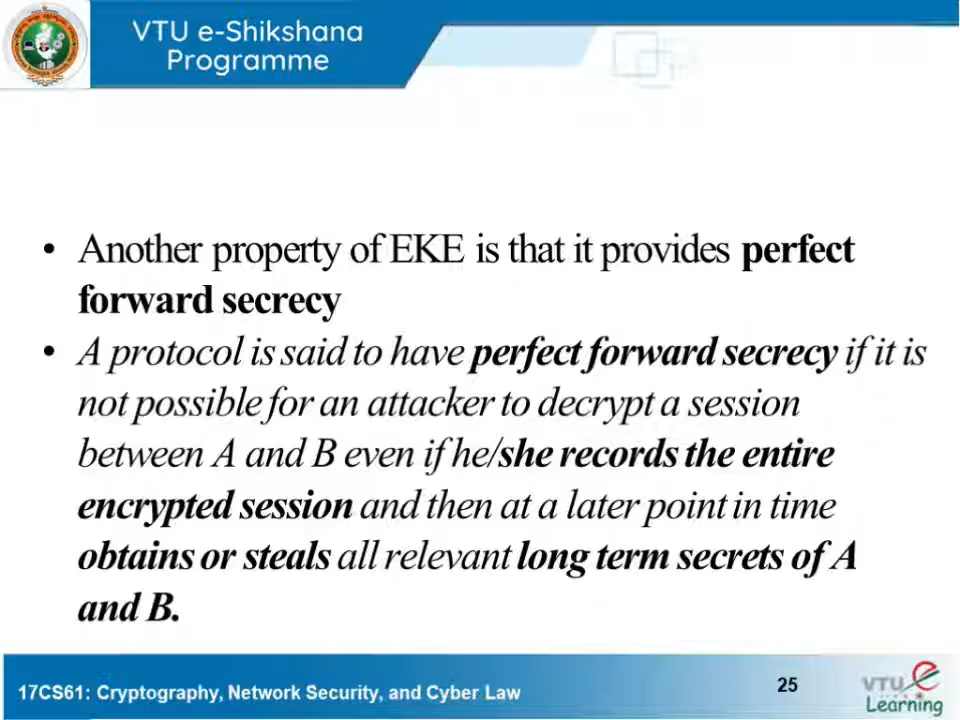 VTU e-Shikshana
Programme
• Another property of EKE is that it provides perfect
forward secrecy
• A protocol is said to have perfect forward secrecy if it is
not possible for an attacker to decrypt a session
between A and B even if he/she records the entire
encrypted session and then at a later point in time
obtains or steals all relevant long term secrets of A
and B.
17CS61: Cryptography, Network Security, and Cyber Law
25
VTU e
Learning